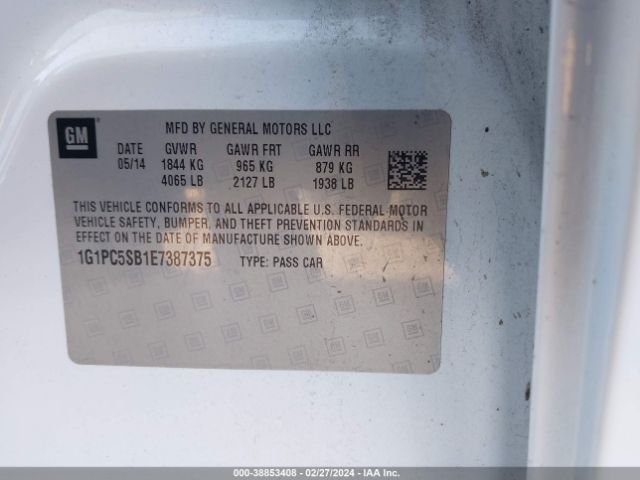 GM
MFD BY GENERAL MOTORS LLC
DATE GVWR GAWR FRT GAWR RR
05/14 1844 KG 965 KG 879 KG
4065 LB 2127 LB 1938 LB
THIS VEHICLE CONFORMS TO ALL APPLICABLE U.S. FEDERAL-MOTOR
VEHICLE SAFETY, BUMPER, AND THEFT PREVENTION STANDARDS IN
EFFECT ON THE DATE OF MANUFACTURE SHOWN ABOVE.
1G1PC5SB1E7387375 TYPE: PASS CAR
000-38853408 - 02/27/2024 - IAA Inc.